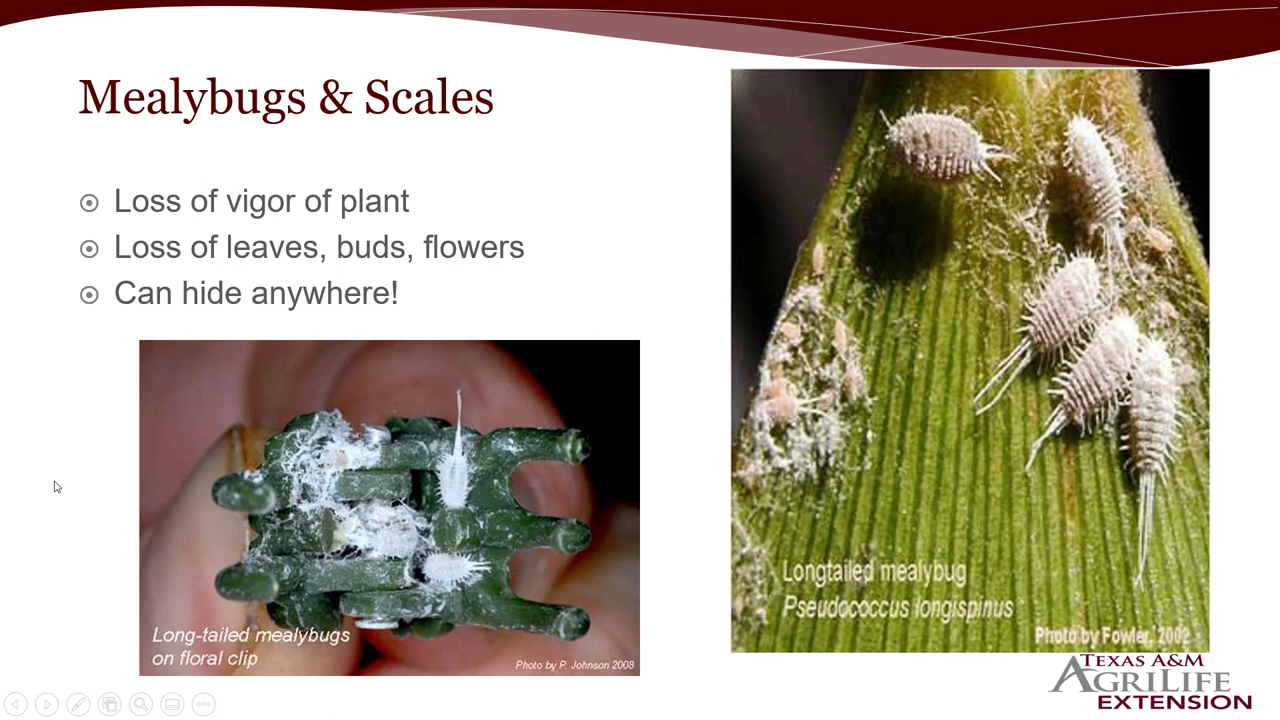 Mealybugs & Scales
Loss of vigor of plant
Loss of leaves, buds, flowers
Can hide anywhere!
Long-tailed mealybugs
on floral clip
Photo by P. Johnson 2008
Longtailed mealybug
Pseudococcus longispinus
Photo by Fowler, 2002
TEXAS A&M
AGRILIFE
EXTENSION